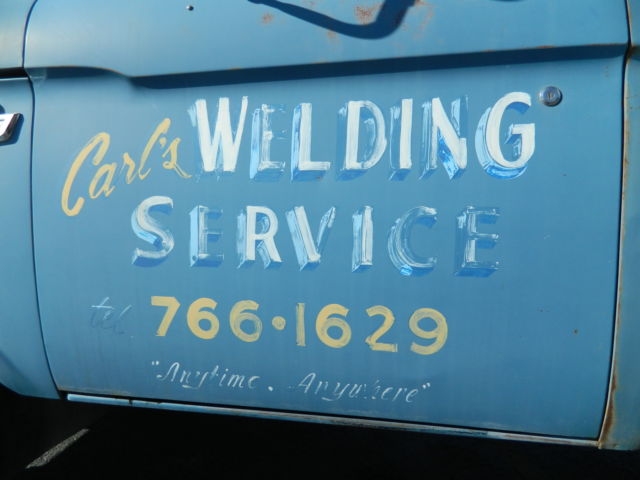 Carl's WELDING
SERVICE
tel 766·1629
"Anytime. Anywhere"